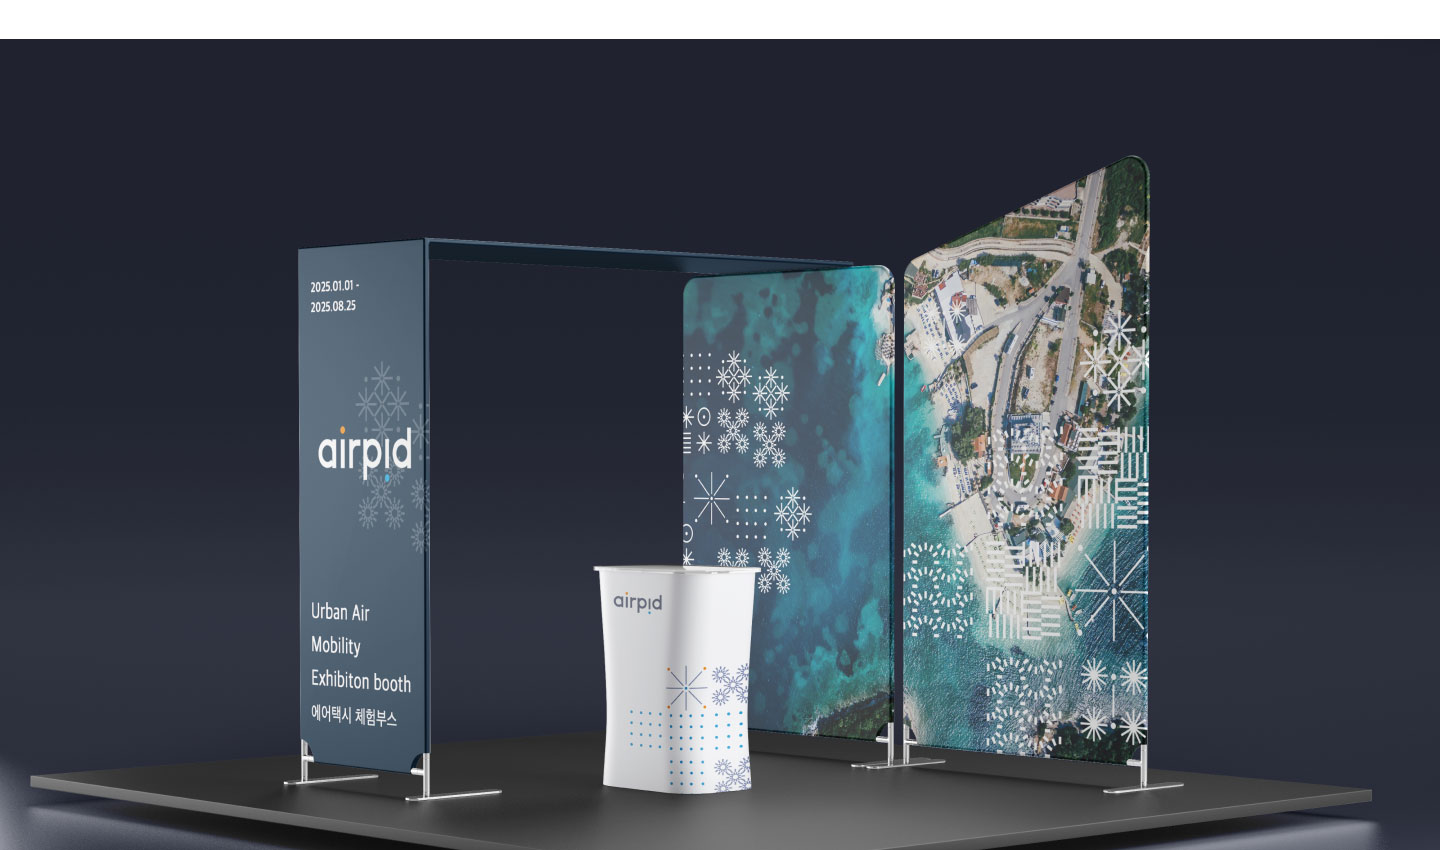 2025.01.01 -
2025.08.25
airpid
Urban Air
Mobility
Exhibiton booth
에어택시 체험부스
airpid